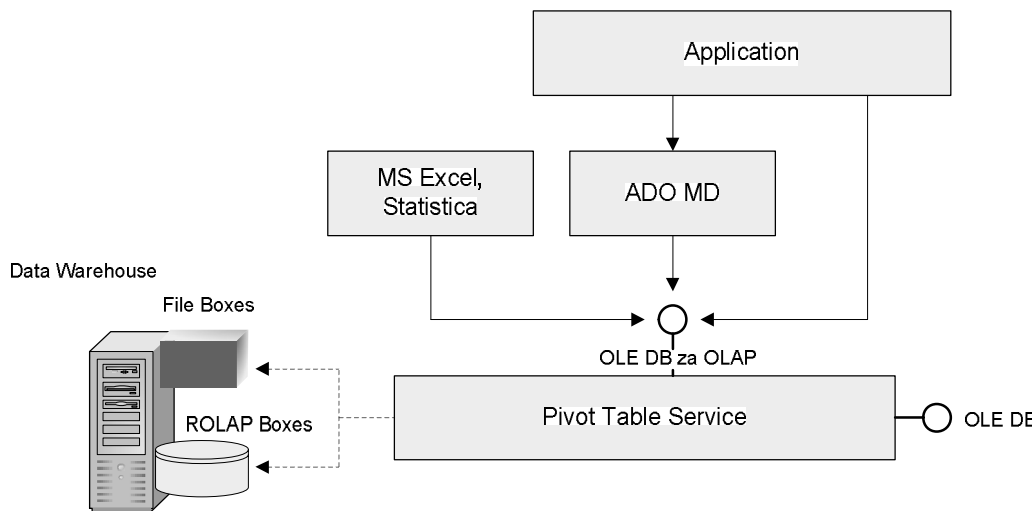 Application
MS Excel,
Statistica
ADO MD
Data Warehouse
File Boxes
OLE DB za OLAP
ROLAP Boxes
Pivot Table Service
OLE DB